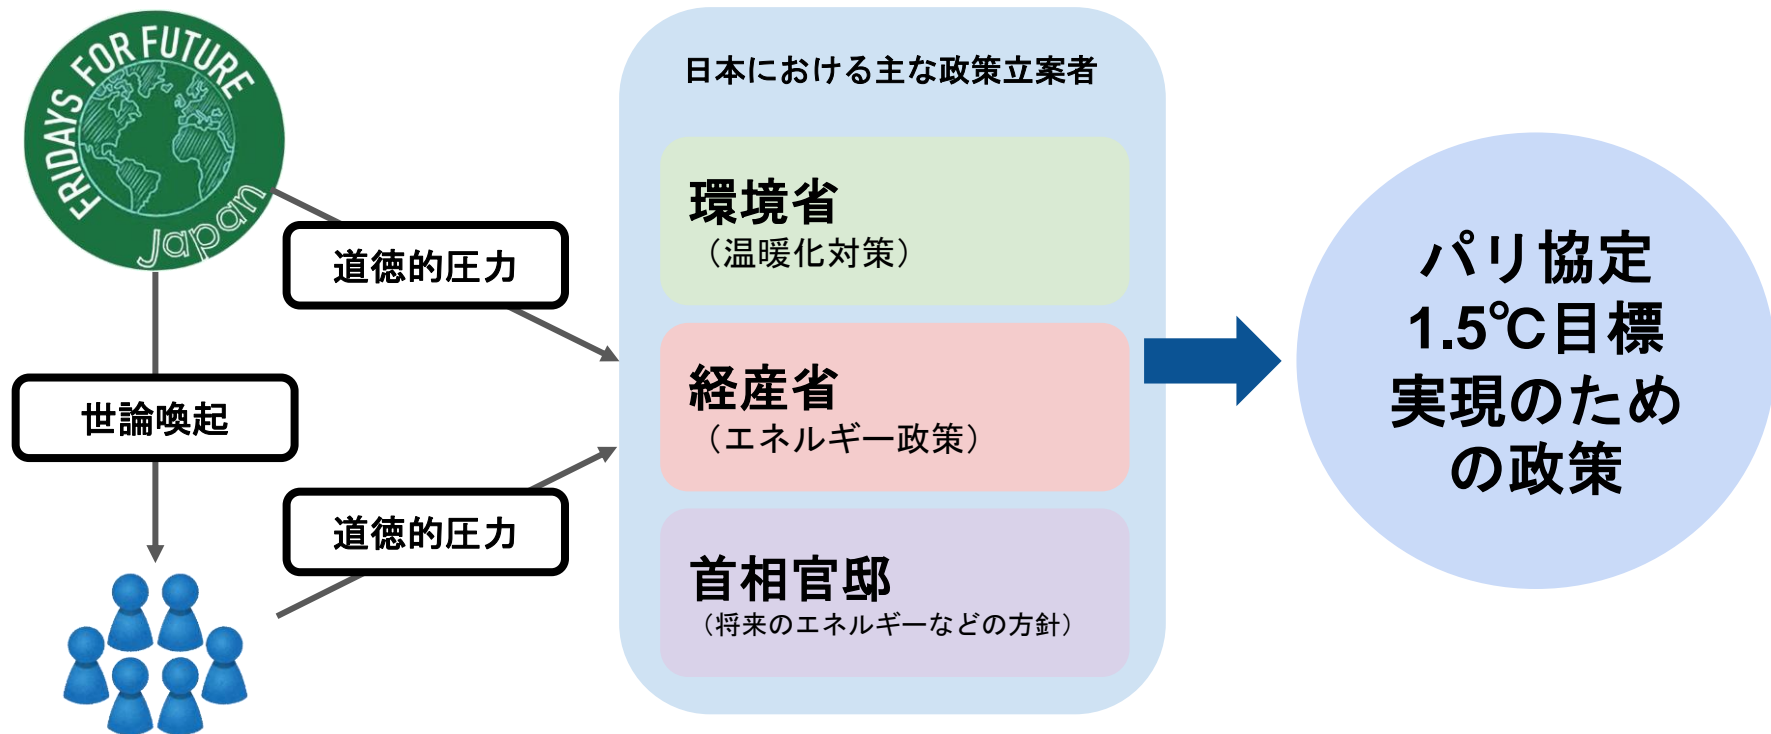 FRIDAYS FOR FUTURE
Japan
道徳的圧力
世論喚起
道徳的圧力
日本における主な政策立案者
環境省
（温暖化対策）
経産省
（エネルギー政策）
首相官邸
（将来のエネルギーなどの方針）
パリ協定
1.5℃目標
実現のため
の政策